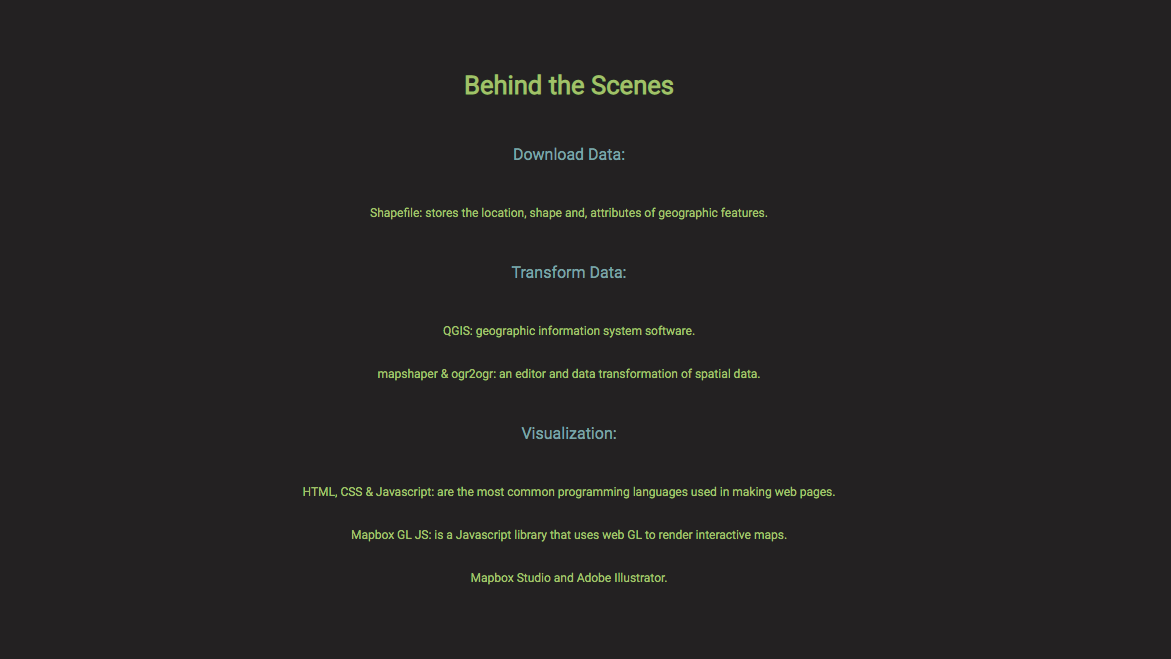 Behind the Scenes
Download Data:
Shapefile: stores the location, shape and, attributes of geographic features.
Transform Data:
QGIS: geographic information system software.
mapshaper & ogr2ogr: an editor and data transformation of spatial data.
Visualization:
HTML, CSS & Javascript: are the most common programming languages used in making web pages.
Mapbox GL JS: is a Javascript library that uses web GL to render interactive maps.
Mapbox Studio and Adobe Illustrator.